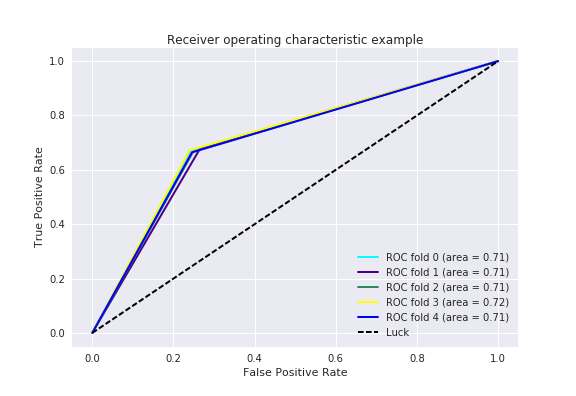 Receiver operating characteristic example
True Positive Rate
1.0
0.8
0.6
0.4
0.2
0.0
ROC fold 0 (area = 0.71)
ROC fold 1 (area = 0.71)
ROC fold 2 (area = 0.71)
ROC fold 3 (area = 0.72)
ROC fold 4 (area = 0.71)
Luck
0.0 0.2 0.4 0.6 0.8 1.0
False Positive Rate